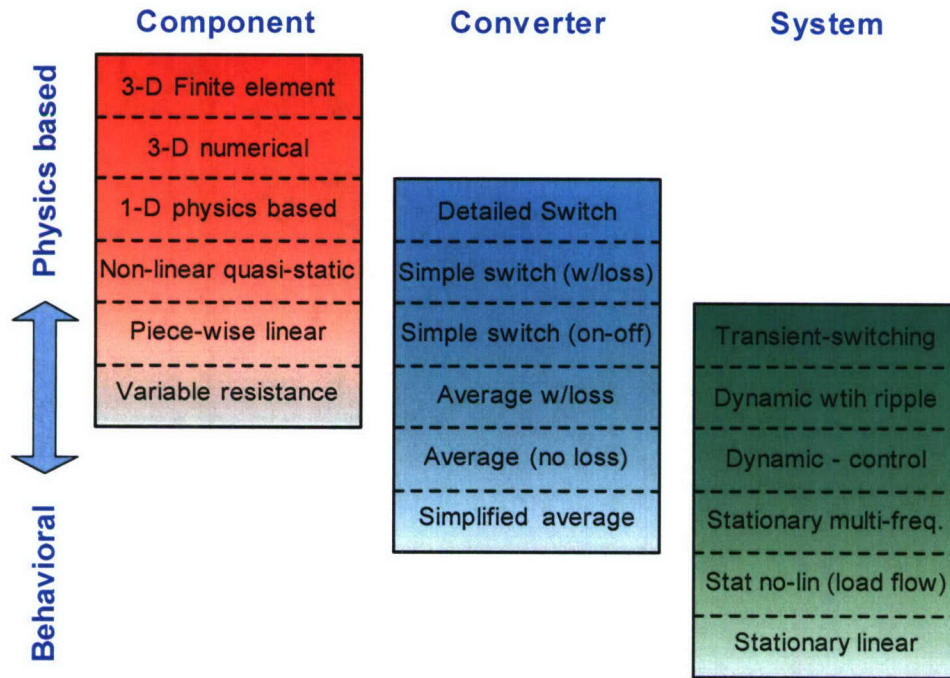 Component
Converter
System
Physics based
Behavioral
3-D Finite element
3-D numerical
1-D physics based
Non-linear quasi-static
Piece-wise linear
Variable resistance
Detailed Switch
Simple switch (w/loss)
Simple switch (on-off)
Average w/loss
Average (no loss)
Simplified average
Transient-switching
Dynamic wtih ripple
Dynamic - control
Stationary multi-freq.
Stat no-lin (load flow)
Stationary linear